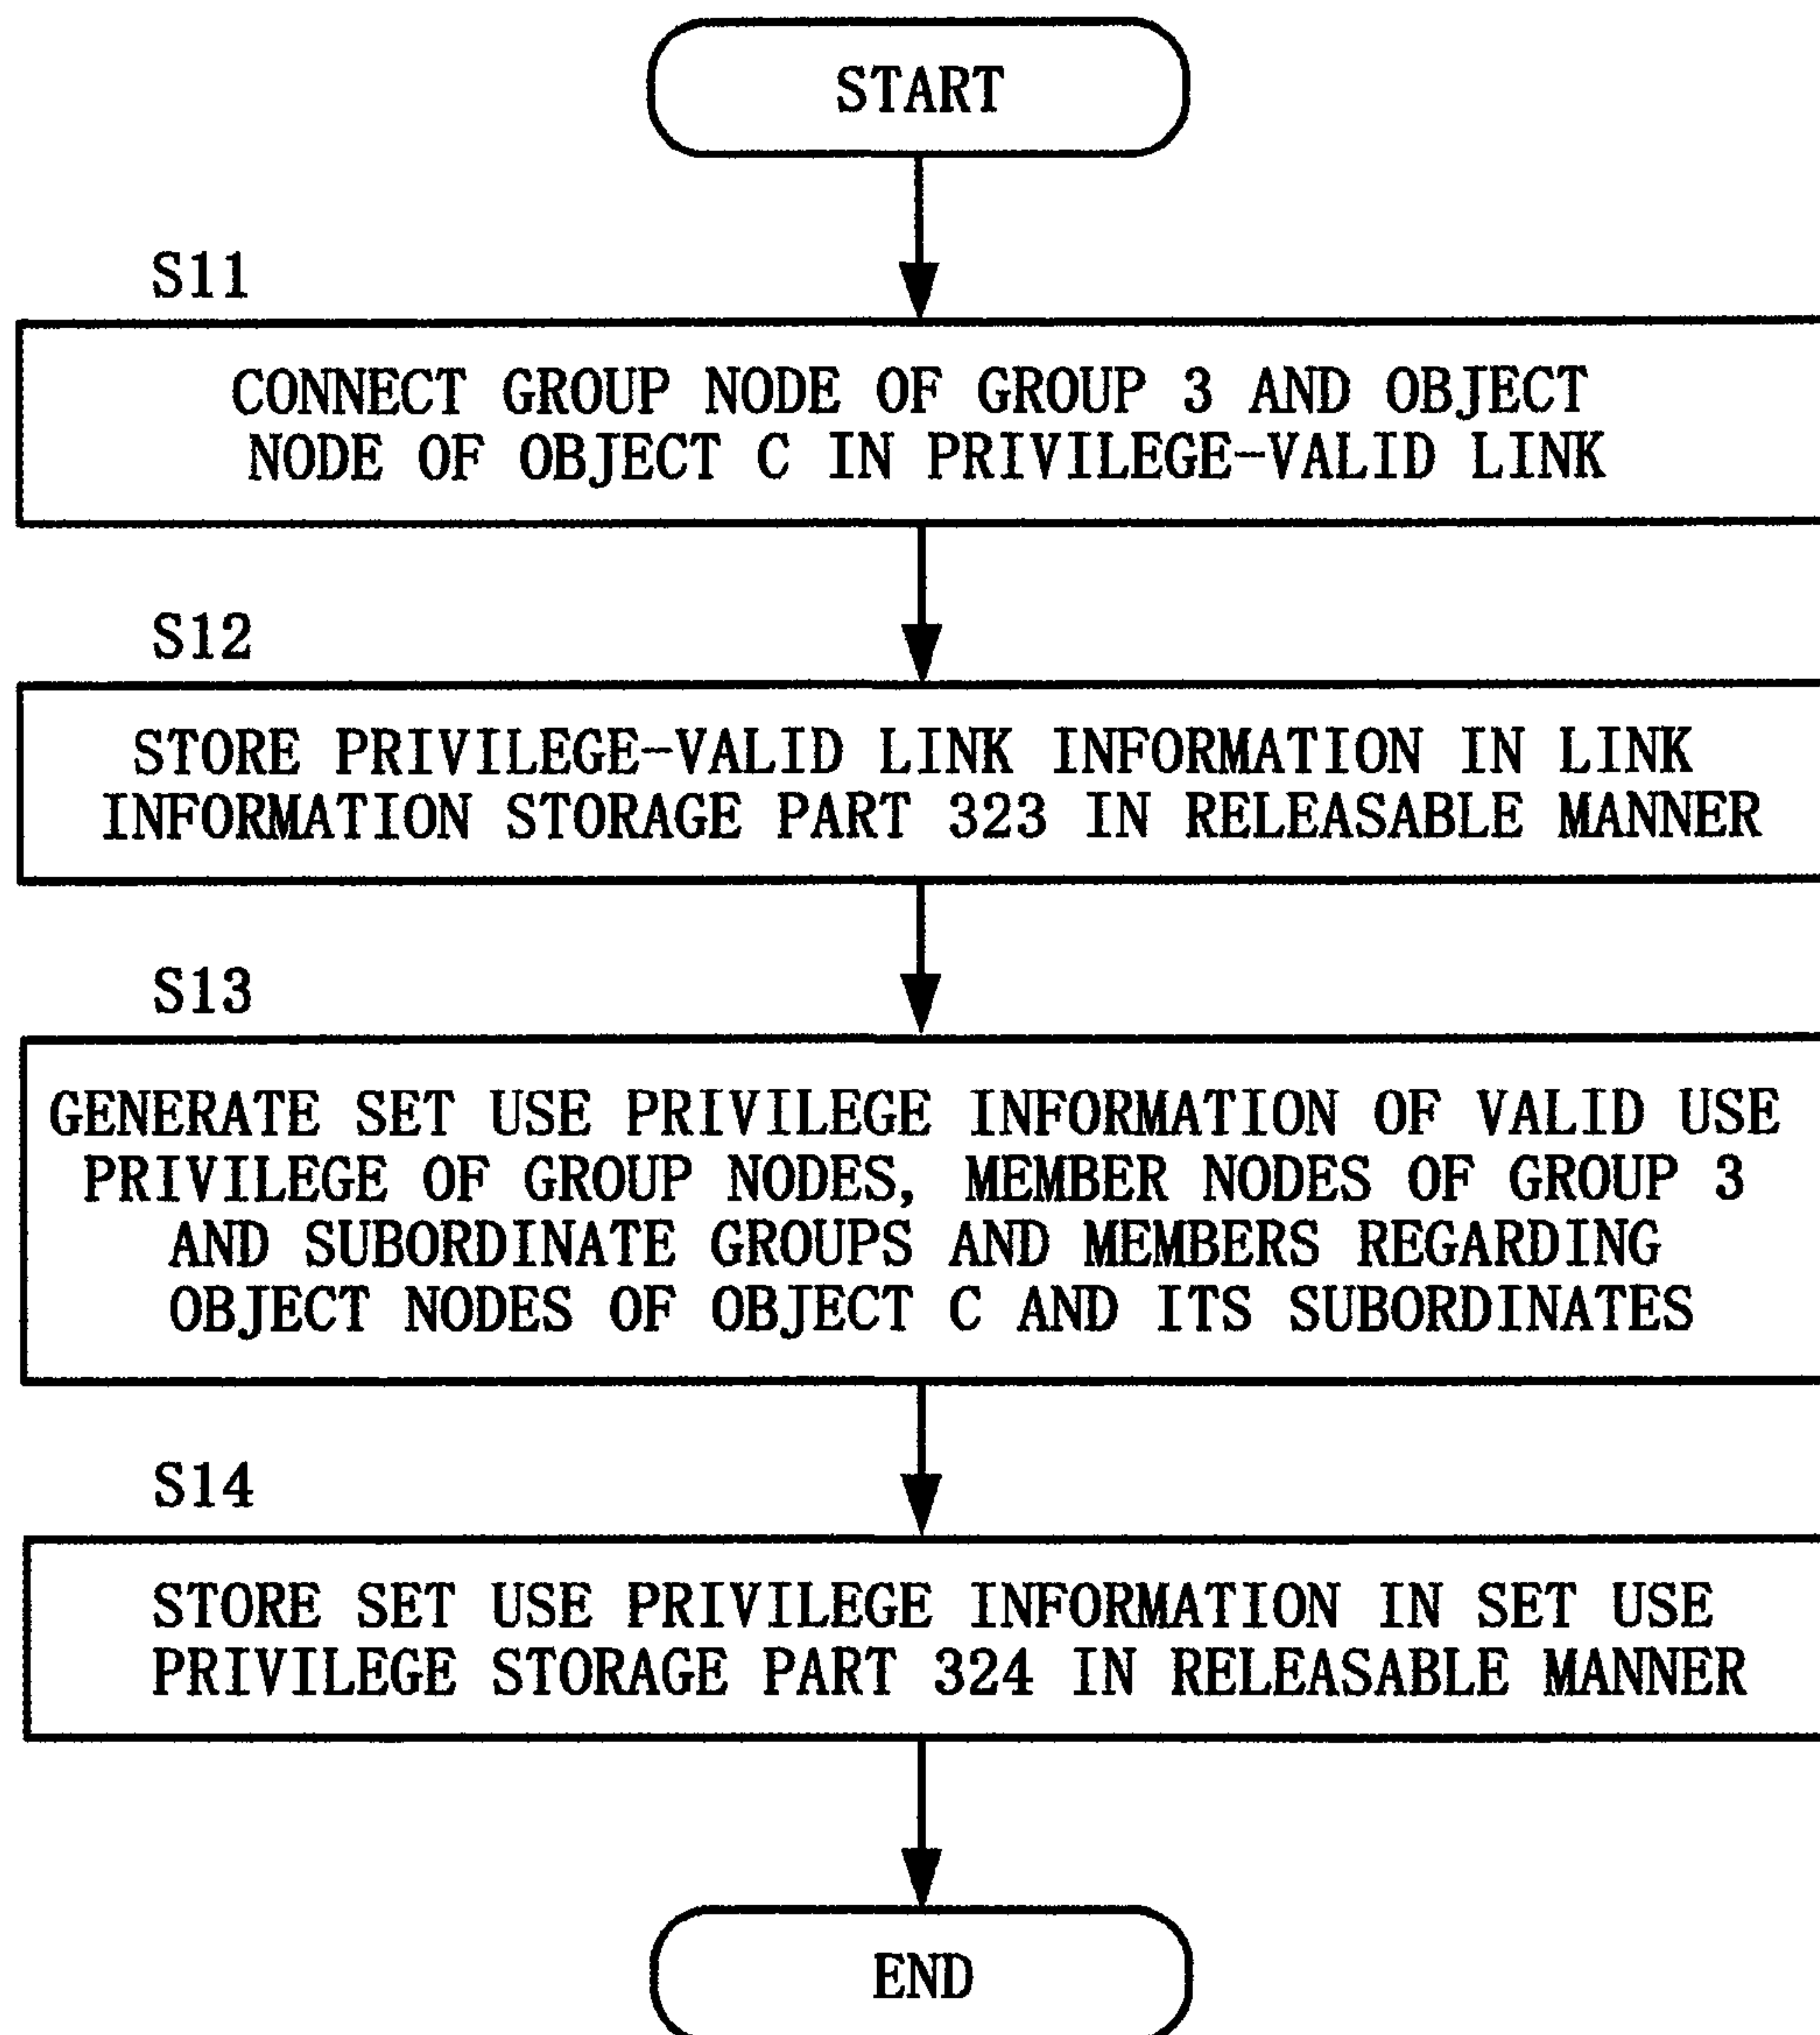 START
S11
CONNECT GROUP NODE OF GROUP 3 AND OBJECT
NODE OF OBJECT C IN PRIVILEGE-VALID LINK
S12
STORE PRIVILEGE-VALID LINK INFORMATION IN LINK
INFORMATION STORAGE PART 323 IN RELEASABLE MANNER
S13
GENERATE SET USE PRIVILEGE INFORMATION OF VALID USE
PRIVILEGE OF GROUP NODES, MEMBER NODES OF GROUP 3
AND SUBORDINATE GROUPS AND MEMBERS REGARDING
OBJECT NODES OF OBJECT C AND ITS SUBORDINATES
S14
STORE SET USE PRIVILEGE INFORMATION IN SET USE
PRIVILEGE STORAGE PART 324 IN RELEASABLE MANNER
END